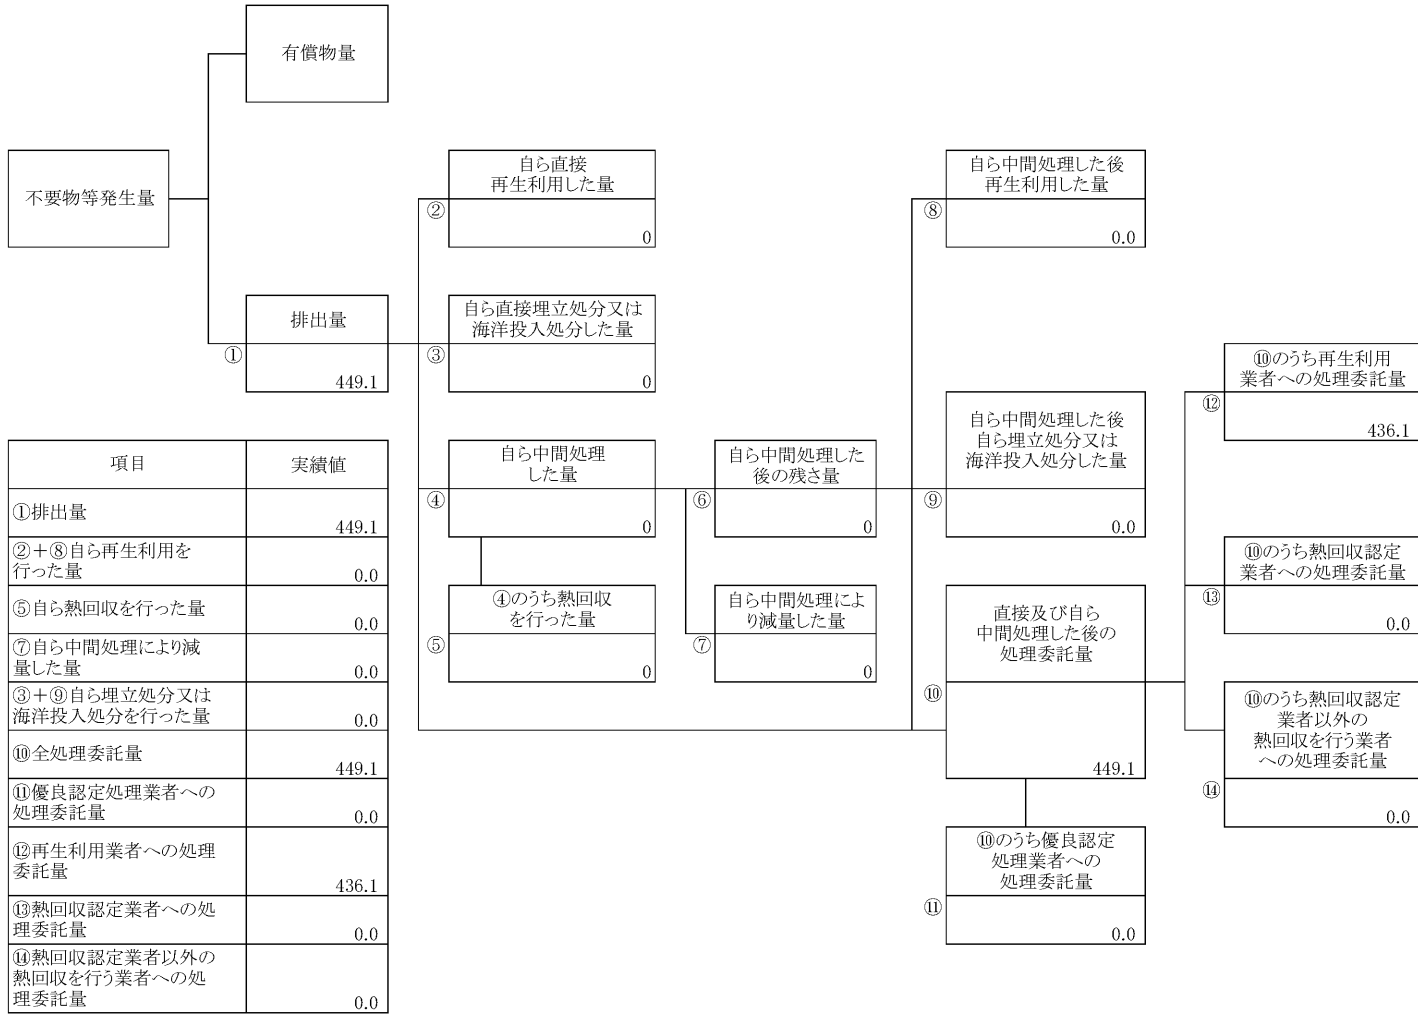 有償物量
不要物等発生量
排出量
①
449.1
自ら直接
再生利用した量
②
0
自ら直接埋立処分又は
海洋投入処分した量
③
0
自ら中間処理
した量
④
0
④のうち熱回収
を行った量
⑤
0
自ら中間処理した
後の残さ量
⑥
0
自ら中間処理によ
り減量した量
⑦
0
自ら中間処理した後
再生利用した量
⑧
0.0
自ら中間処理した後
自ら埋立処分又は
海洋投入処分した量
⑨
0.0
直接及び自ら
中間処理した後の
処理委託量
⑩
449.1
⑩のうち優良認定
処理業者への
処理委託量
⑪
0.0
⑩のうち再生利用
業者への処理委託量
⑫
436.1
⑩のうち熱回収認定
業者への処理委託量
⑬
0.0
⑩のうち熱回収認定
業者以外の
熱回収を行う業者
への処理委託量
⑭
0.0
項目
実績値
①排出量
449.1
②＋⑧自ら再生利用を
行った量
0.0
⑤自ら熱回収を行った量
0.0
⑦自ら中間処理により減
量した量
0.0
③＋⑨自ら埋立処分又は
海洋投入処分を行った量
0.0
⑩全処理委託量
449.1
⑪優良認定処理業者への
処理委託量
0.0
⑫再生利用業者への処理
委託量
436.1
⑬熱回収認定業者への処
理委託量
0.0
⑭熱回収認定業者以外の
熱回収を行う業者への処
理委託量
0.0